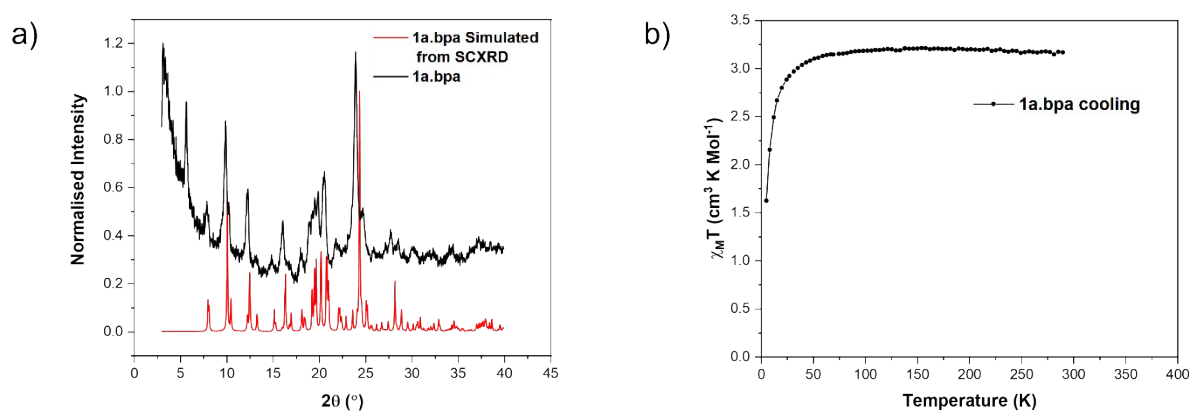 a)
1.2
1.0
0.8
0.6
0.4
0.2
0.0
Normalised Intensity
1a.bpa Simulated
from SCXRD
1a.bpa
0 5 10 15 20 25 30 35 40 45
2θ (°)
b)
3.5
3.0
2.5
2.0
1.5
1.0
0.5
0.0
χMT (cm³ K Mol⁻¹)
1a.bpa cooling
0 50 100 150 200 250 300 350 400
Temperature (K)